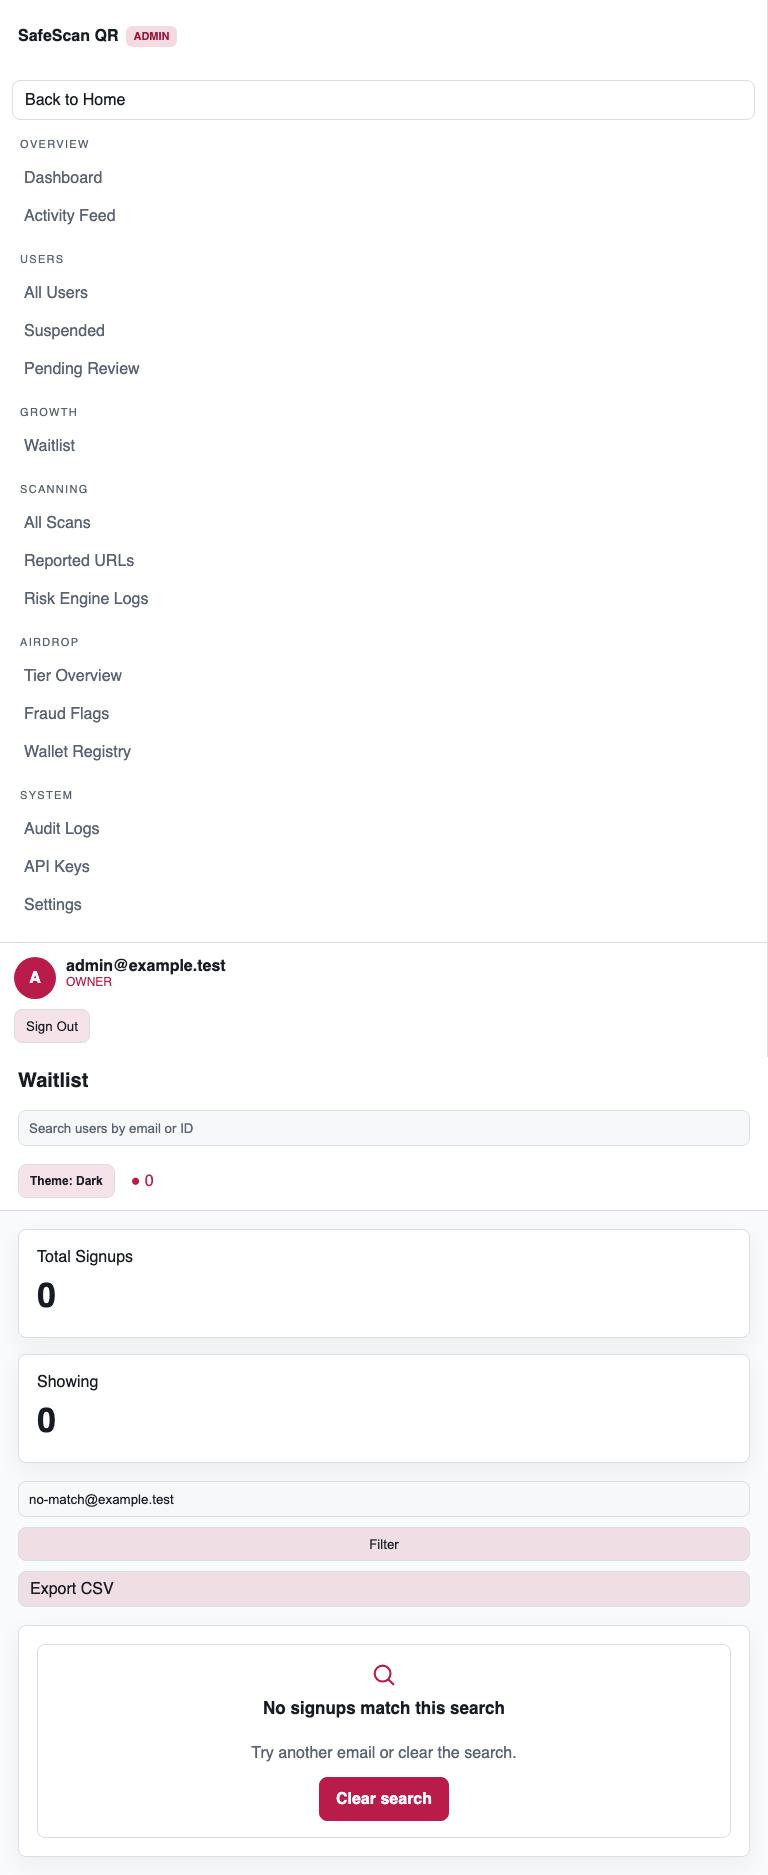 SafeScan QR ADMIN
Back to Home
OVERVIEW
Dashboard
Activity Feed
USERS
All Users
Suspended
Pending Review
GROWTH
Waitlist
SCANNING
All Scans
Reported URLs
Risk Engine Logs
AIRDROP
Tier Overview
Fraud Flags
Wallet Registry
SYSTEM
Audit Logs
API Keys
Settings
A
admin@example.test
OWNER
Sign Out
Waitlist
Search users by email or ID
Theme: Dark
0
Total Signups
0
Showing
0
no-match@example.test
Filter
Export CSV
No signups match this search
Try another email or clear the search.
Clear search